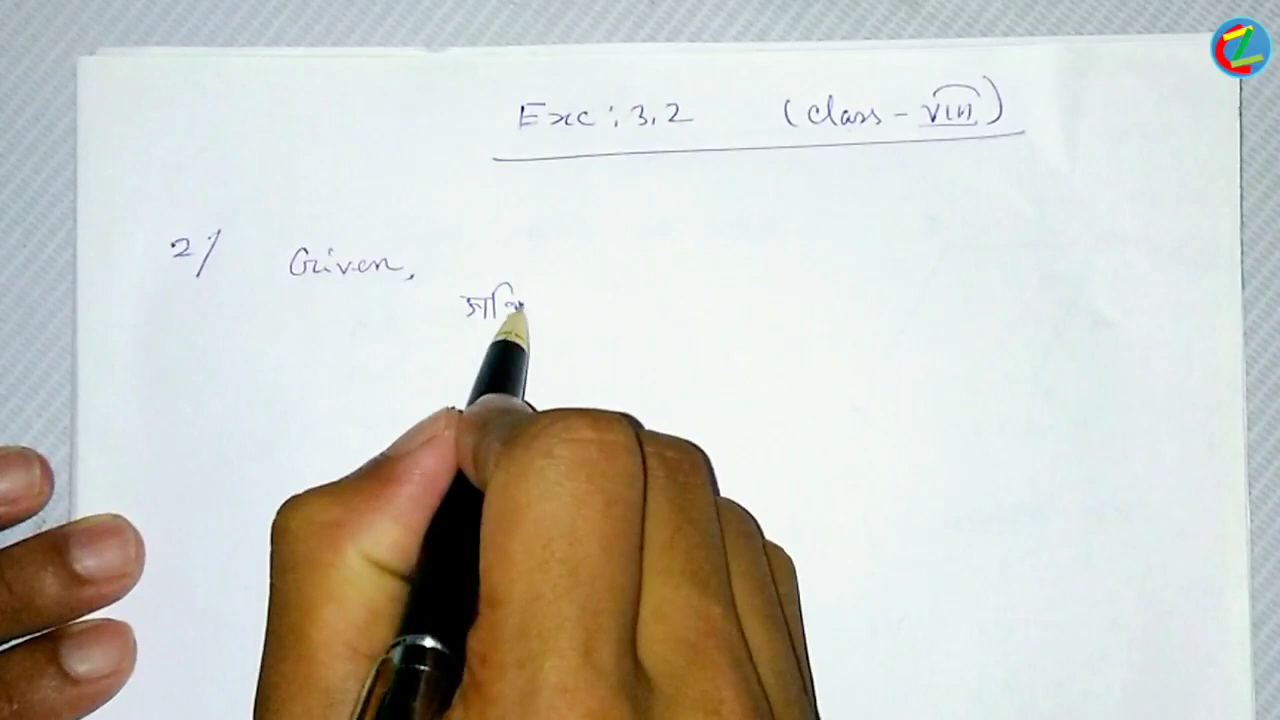 Exc : 3.2 (class - VIII)
2/ Given,